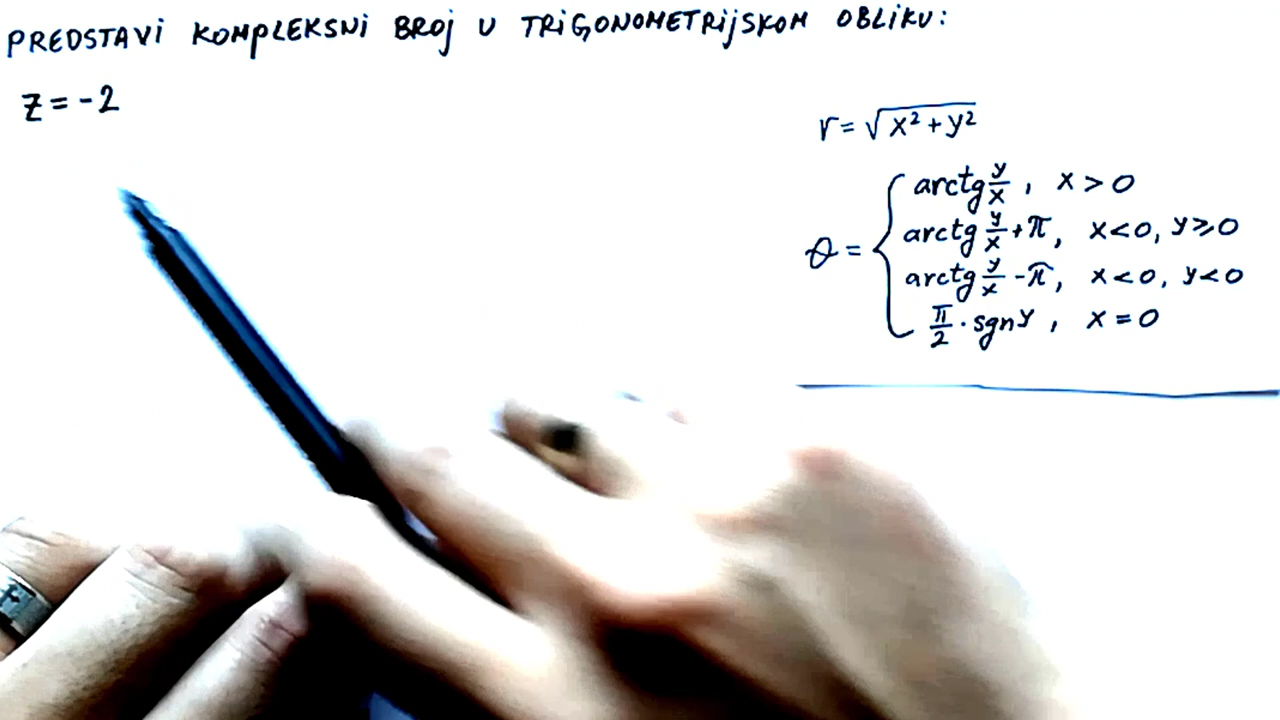 PREDSTAVI KOMPLEKSNI BROJ U TRIGONOMETRIJSKOM OBLIKU:
z = -2
r = √x² + y²
θ = { arctg y/x , x > 0
arctg y/x + π, x < 0, y ⩾ 0
arctg y/x - π, x < 0, y < 0
π/2 · sgn y , x = 0